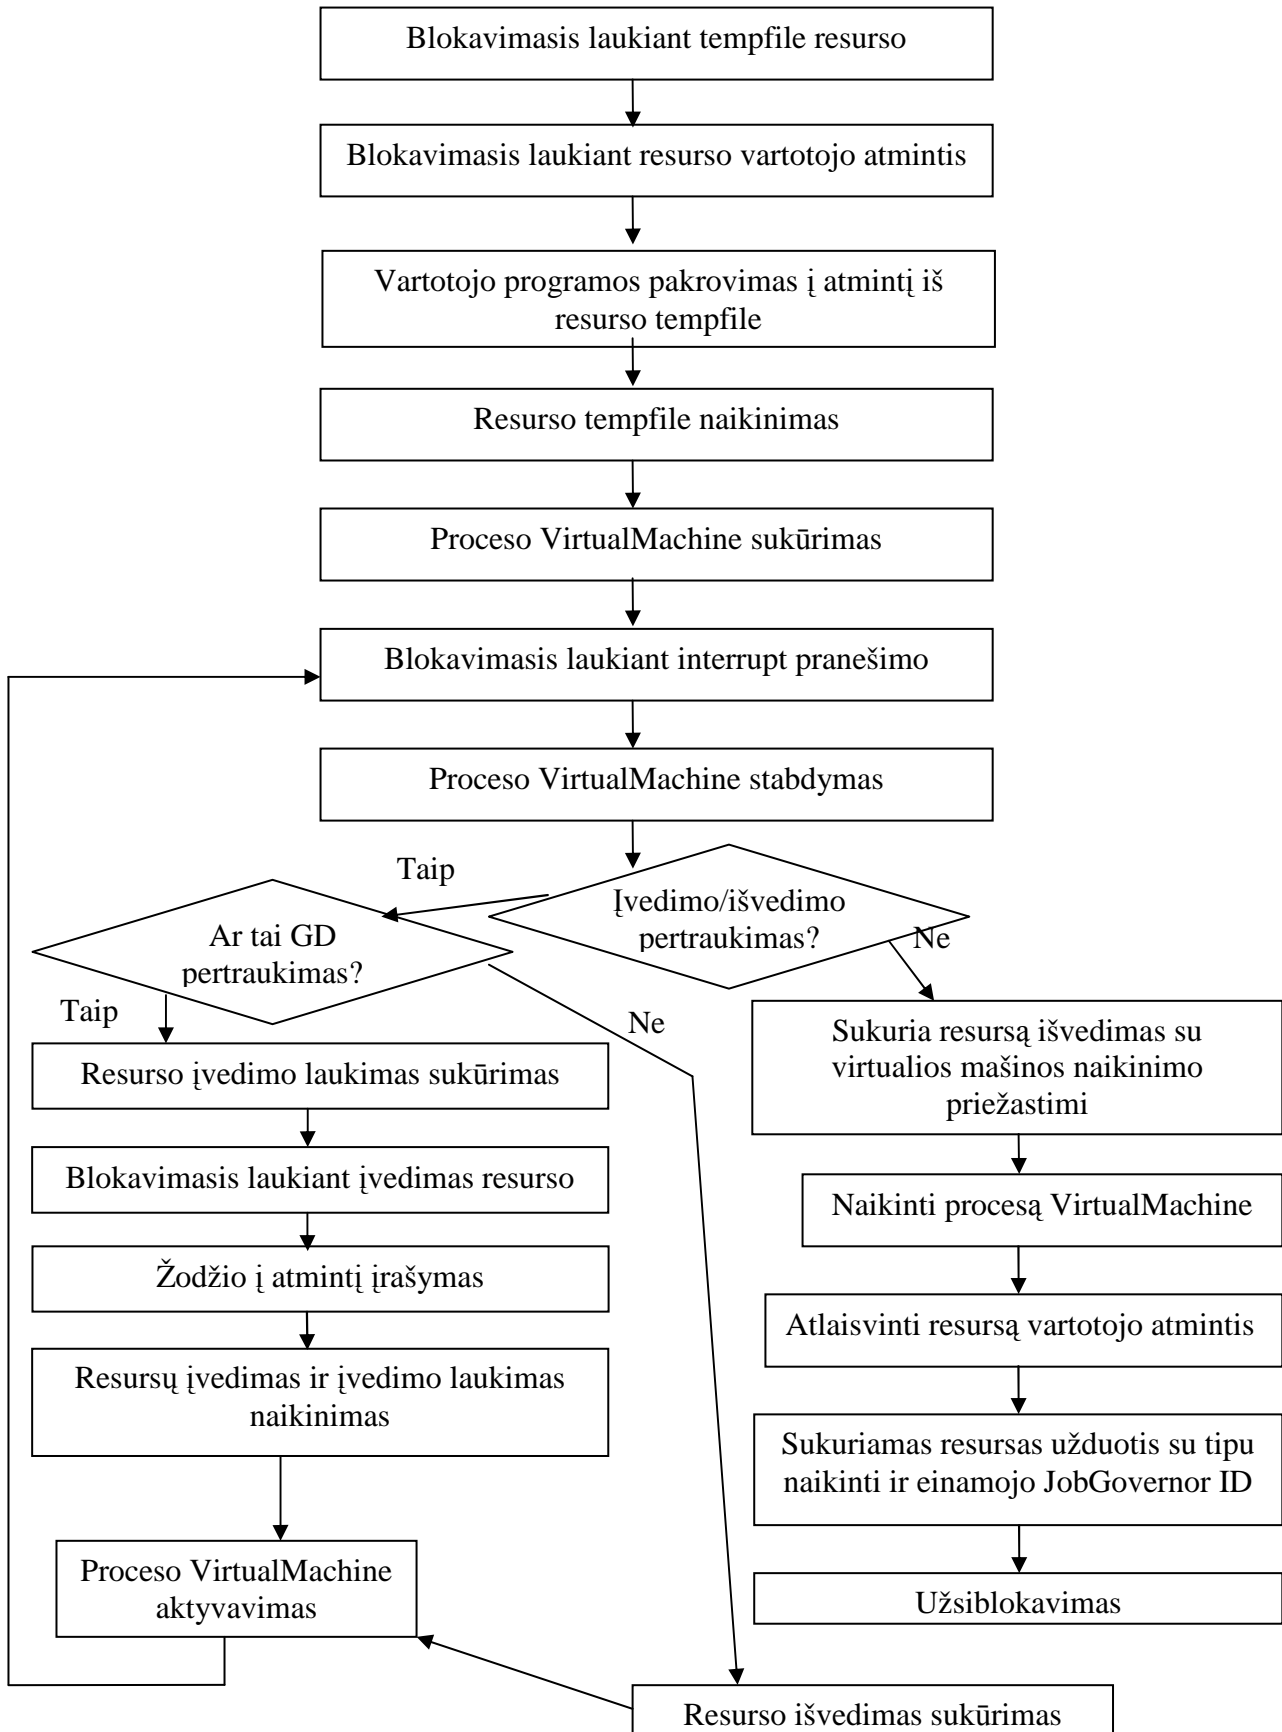 Blokavimasis laukiant tempfile resurso
Blokavimasis laukiant resurso vartotojo atmintis
Vartotojo programos pakrovimas į atmintį iš
resurso tempfile
Resurso tempfile naikinimas
Proceso VirtualMachine sukūrimas
Blokavimasis laukiant interrupt pranešimo
Proceso VirtualMachine stabdymas
Įvedimo/išvedimo
pertraukimas?
Taip
Ne
Ar tai GD
pertraukimas?
Taip
Ne
Resurso įvedimo laukimas sukūrimas
Blokavimasis laukiant įvedimas resurso
Žodžio į atmintį įrašymas
Resursų įvedimas ir įvedimo laukimas
naikinimas
Proceso VirtualMachine
aktyvavimas
Sukuria resursą išvedimas su
virtualios mašinos naikinimo
priežastimi
Naikinti procesą VirtualMachine
Atlaisvinti resursą vartotojo atmintis
Sukuriamas resursas užduotis su tipu
naikinti ir einamojo JobGovernor ID
Užsiblokavimas
Resurso išvedimas sukūrimas